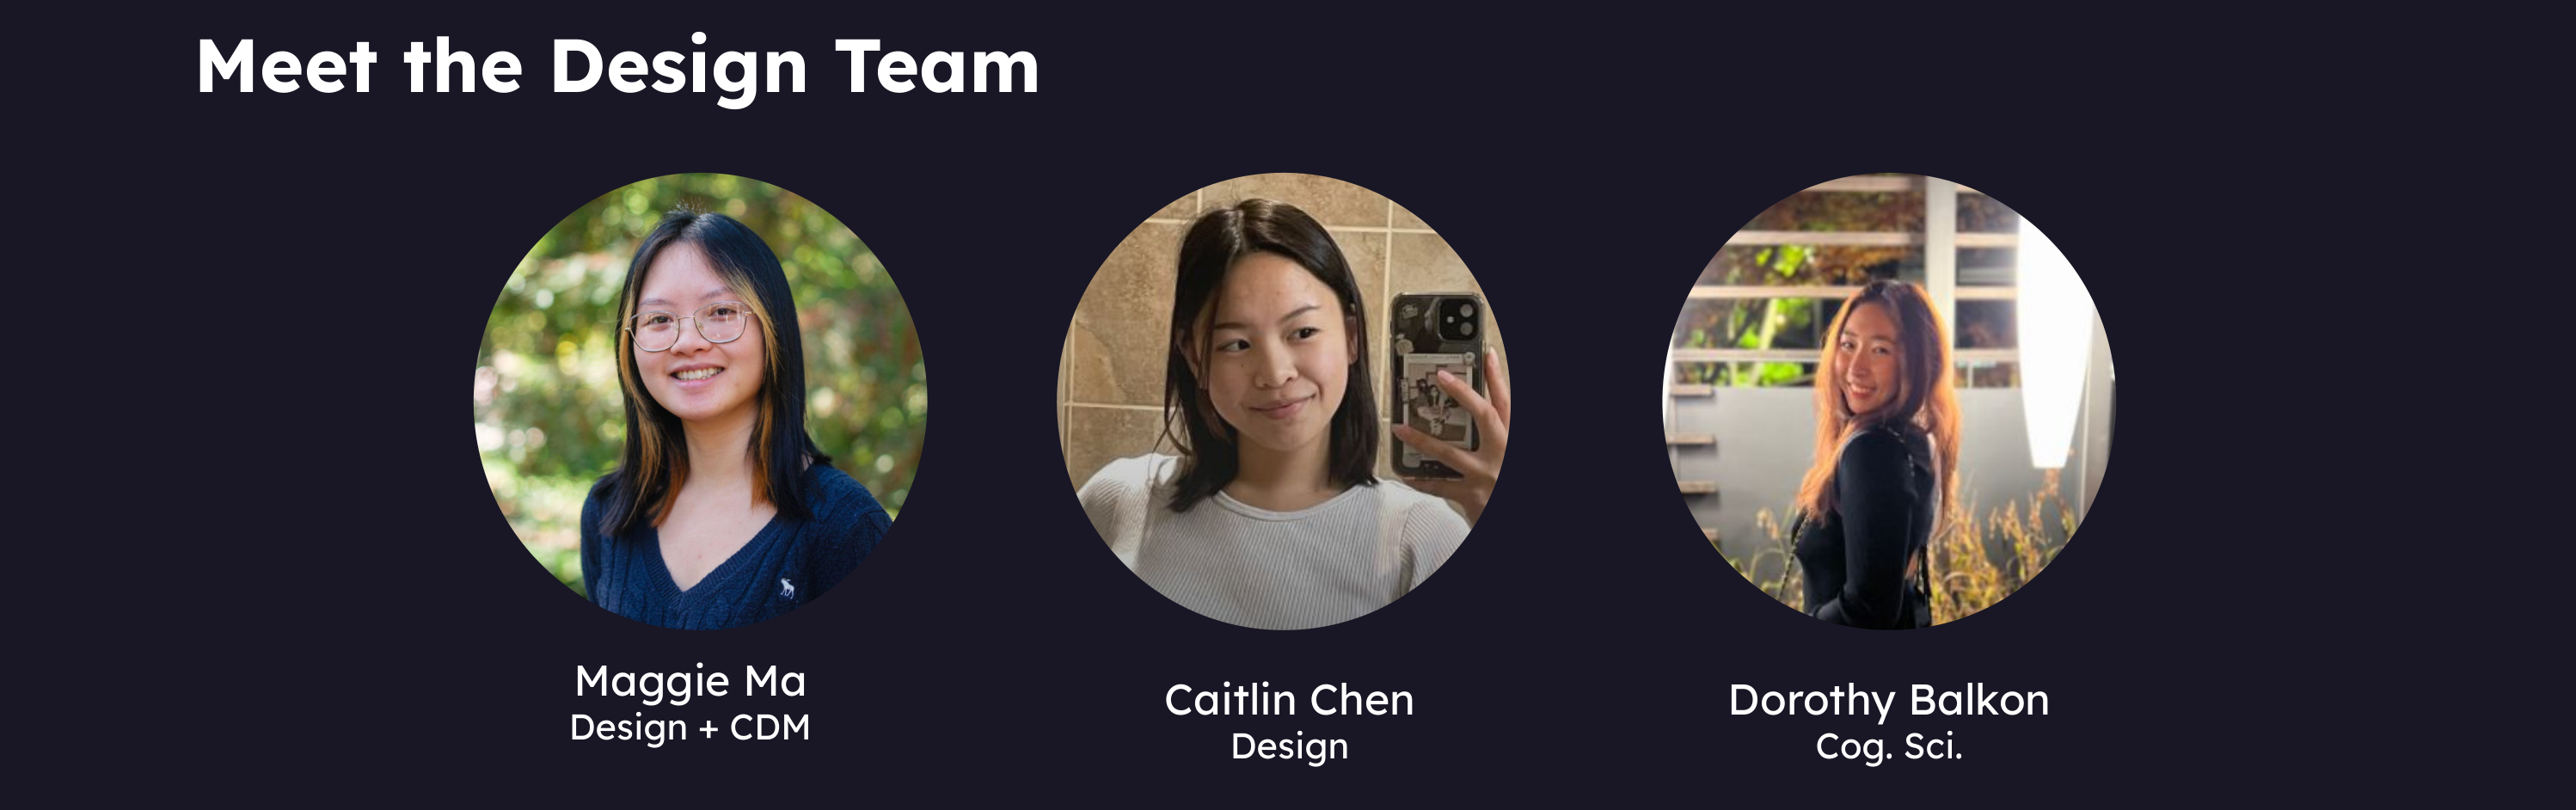 Meet the Design Team
Maggie Ma
Design + CDM
Caitlin Chen
Design
Dorothy Balkon
Cog. Sci.